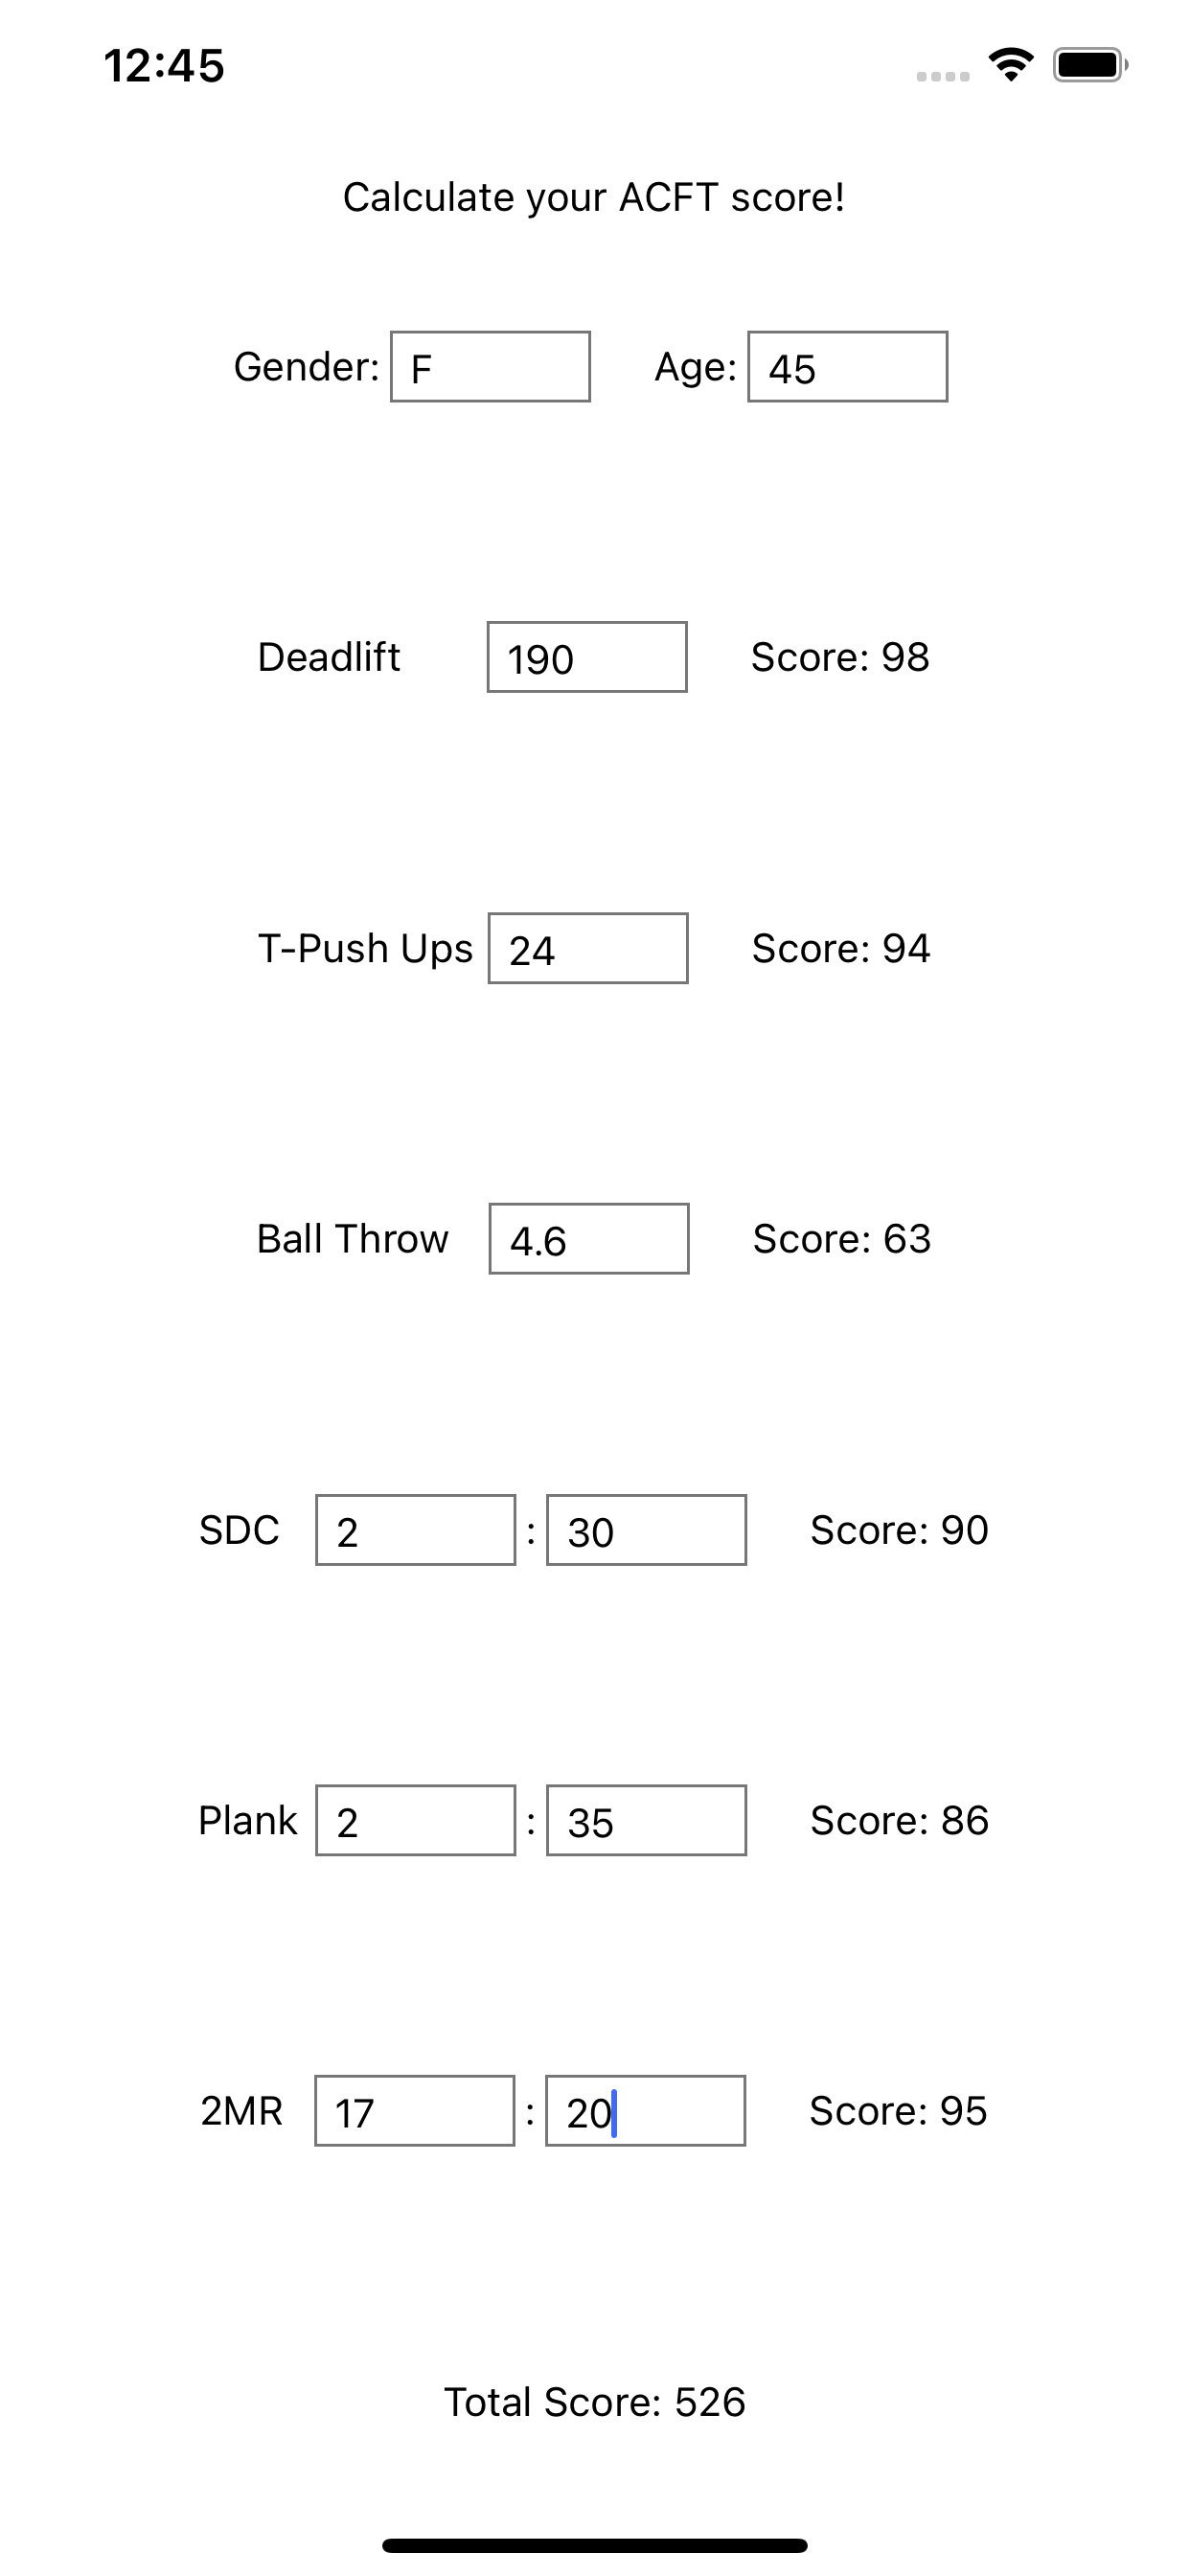 12:45
Calculate your ACFT score!
Gender: F Age: 45
Deadlift 190 Score: 98
T-Push Ups 24 Score: 94
Ball Throw 4.6 Score: 63
SDC 2 : 30 Score: 90
Plank 2 : 35 Score: 86
2MR 17 : 20 Score: 95
Total Score: 526